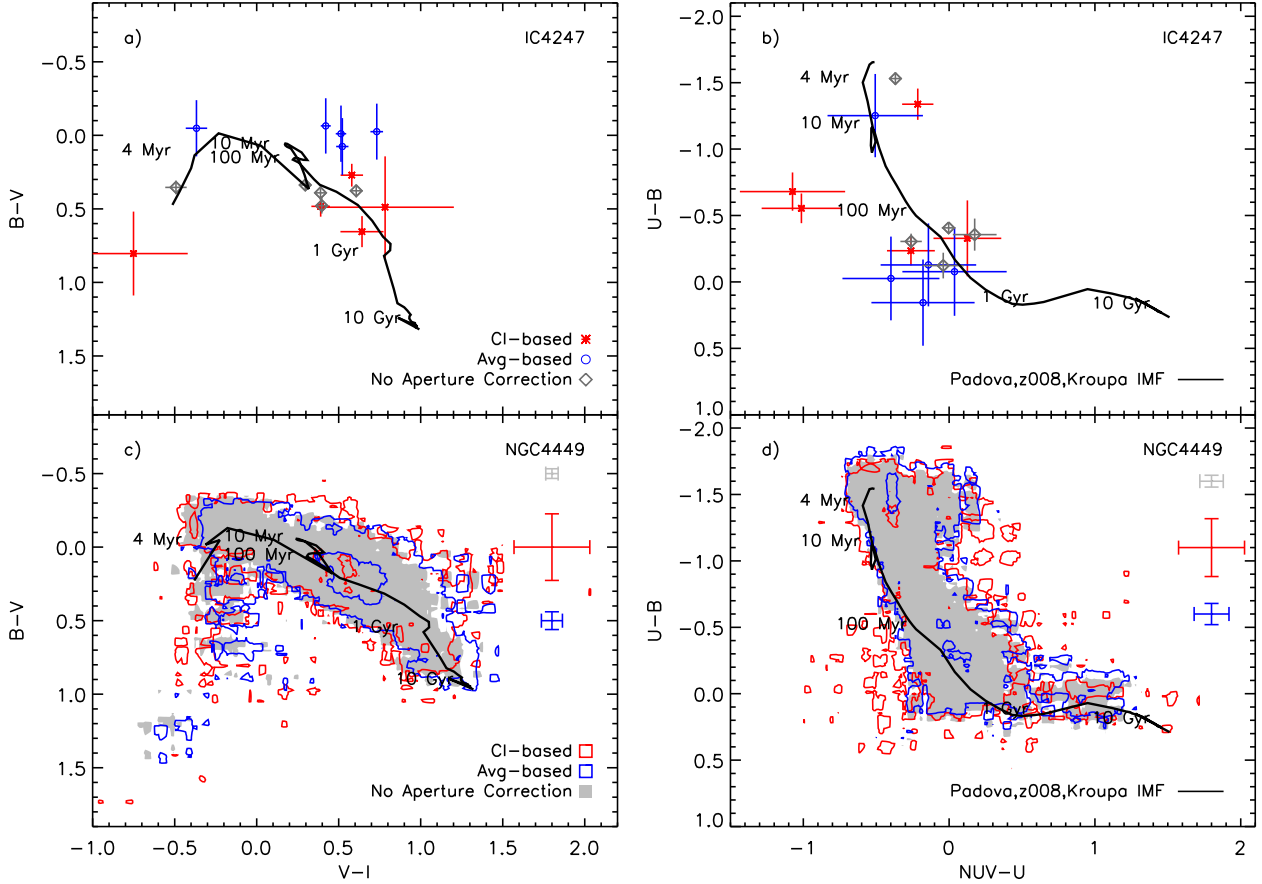 a)
IC4247
−0.5
0.0
0.5
1.0
1.5
B−V
4 Myr
10 Myr
100 Myr
1 Gyr
10 Gyr
CI−based
Avg−based
No Aperture Correction
b)
IC4247
−2.0
−1.5
−1.0
−0.5
0.0
0.5
1.0
U−B
4 Myr
10 Myr
100 Myr
1 Gyr
10 Gyr
Padova,z008,Kroupa IMF
c)
NGC4449
−0.5
0.0
0.5
1.0
1.5
B−V
4 Myr
10 Myr
100 Myr
1 Gyr
10 Gyr
CI−based
Avg−based
No Aperture Correction
−1.0
−0.5
0.0
0.5
1.0
1.5
2.0
V−I
d)
NGC4449
−2.0
−1.5
−1.0
−0.5
0.0
0.5
1.0
U−B
4 Myr
10 Myr
100 Myr
1 Gyr
10 Gyr
Padova,z008,Kroupa IMF
−1
0
1
2
NUV−U